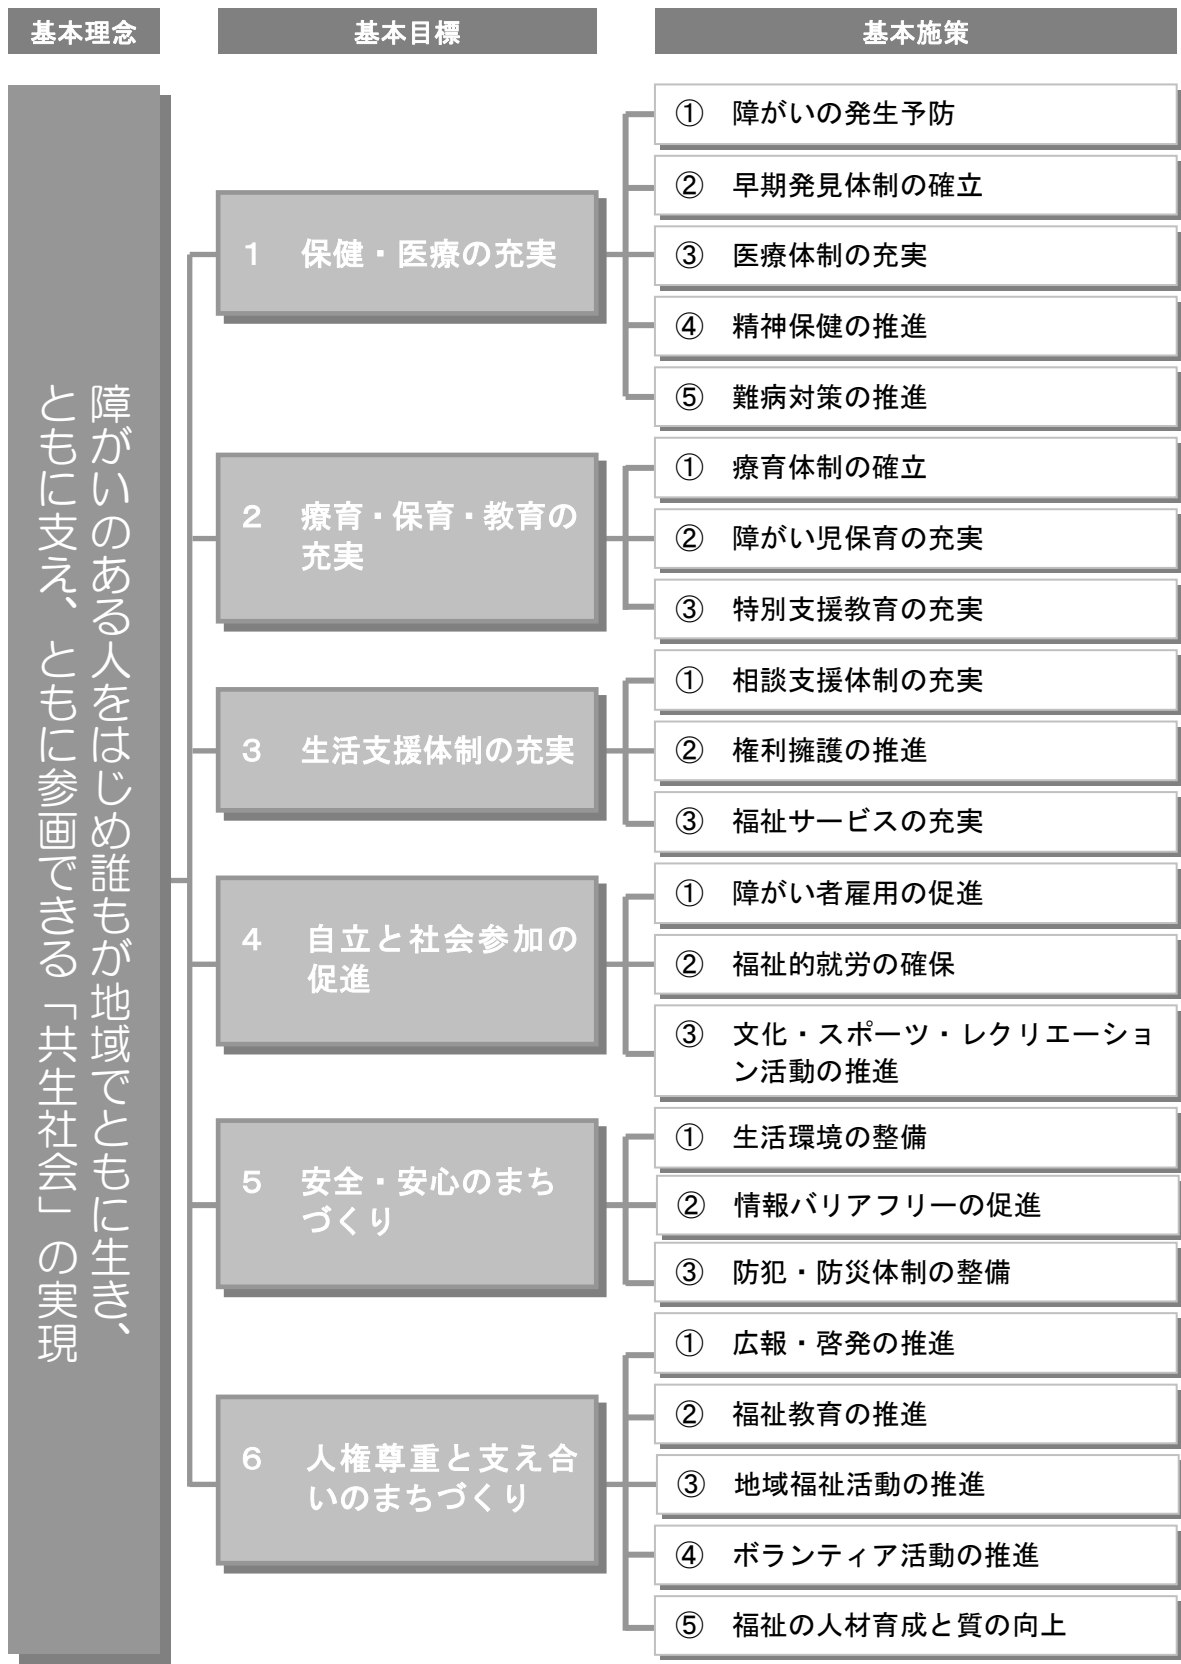 基本理念
基本目標
基本施策
障がいのある人をはじめ誰もが地域でともに生き、
ともに支え、ともに参画できる「共生社会」の実現
1 保健・医療の充実
① 障がいの発生予防
② 早期発見体制の確立
③ 医療体制の充実
④ 精神保健の推進
⑤ 難病対策の推進
2 療育・保育・教育の
充実
① 療育体制の確立
② 障がい児保育の充実
③ 特別支援教育の充実
3 生活支援体制の充実
① 相談支援体制の充実
② 権利擁護の推進
③ 福祉サービスの充実
4 自立と社会参加の
促進
① 障がい者雇用の促進
② 福祉的就労の確保
③ 文化・スポーツ・レクリエーショ
ン活動の推進
5 安全・安心のまち
づくり
① 生活環境の整備
② 情報バリアフリーの促進
③ 防犯・防災体制の整備
6 人権尊重と支え合
いのまちづくり
① 広報・啓発の推進
② 福祉教育の推進
③ 地域福祉活動の推進
④ ボランティア活動の推進
⑤ 福祉の人材育成と質の向上